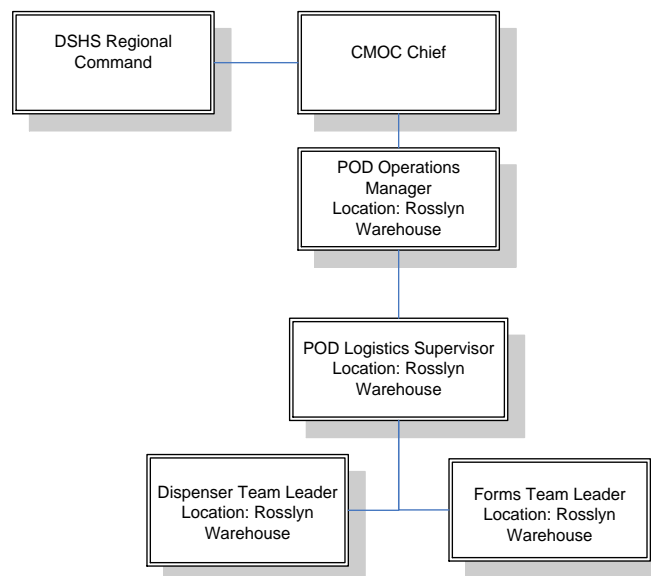 DSHS Regional
Command
CMOC Chief
POD Operations
Manager
Location: Rosslyn
Warehouse
POD Logistics Supervisor
Location: Rosslyn
Warehouse
Dispenser Team Leader
Location: Rosslyn
Warehouse
Forms Team Leader
Location: Rosslyn
Warehouse